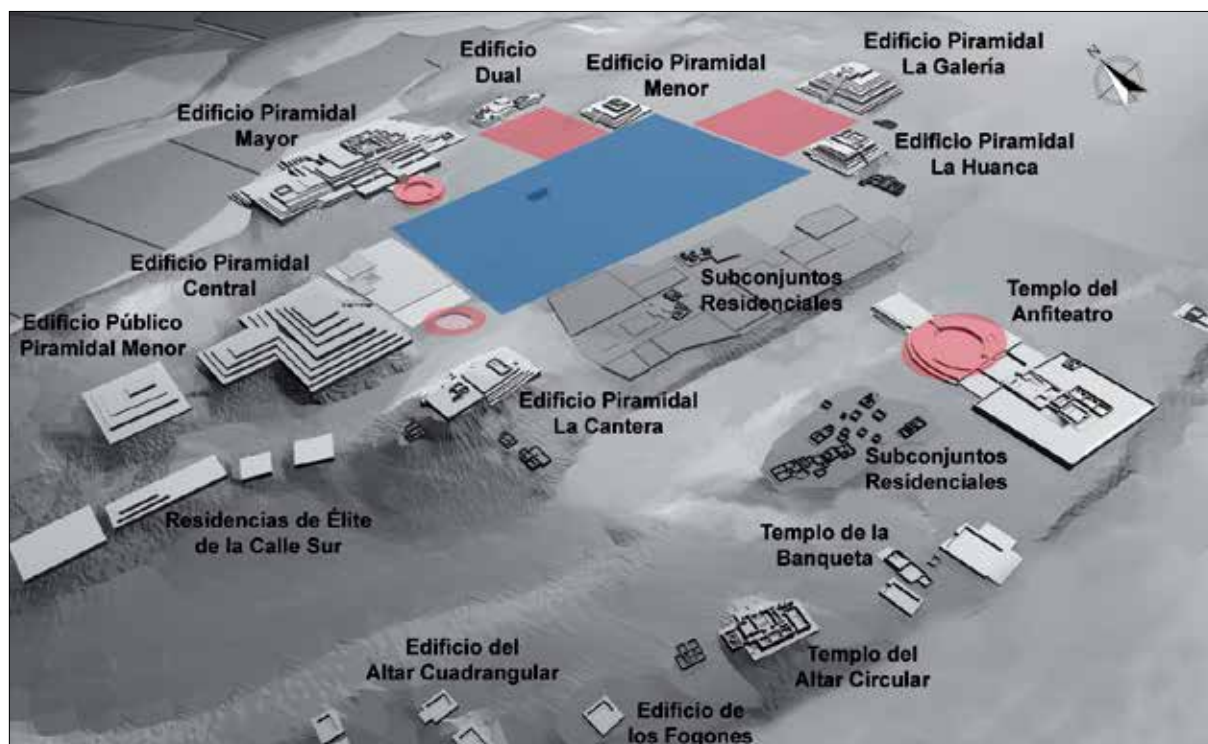 Edificio
Dual
Edificio Piramidal
Menor
Edificio Piramidal
La Galería
N
Edificio Piramidal
Mayor
Edificio Piramidal
La Huanca
Edificio Piramidal
Central
Subconjuntos
Residenciales
Templo del
Anfiteatro
Edificio Público
Piramidal Menor
Edificio Piramidal
La Cantera
Subconjuntos
Residenciales
Residencias de Élite
de la Calle Sur
Templo de la
Banqueta
Edificio del
Altar Cuadrangular
Templo del
Altar Circular
Edificio de
los Fogones